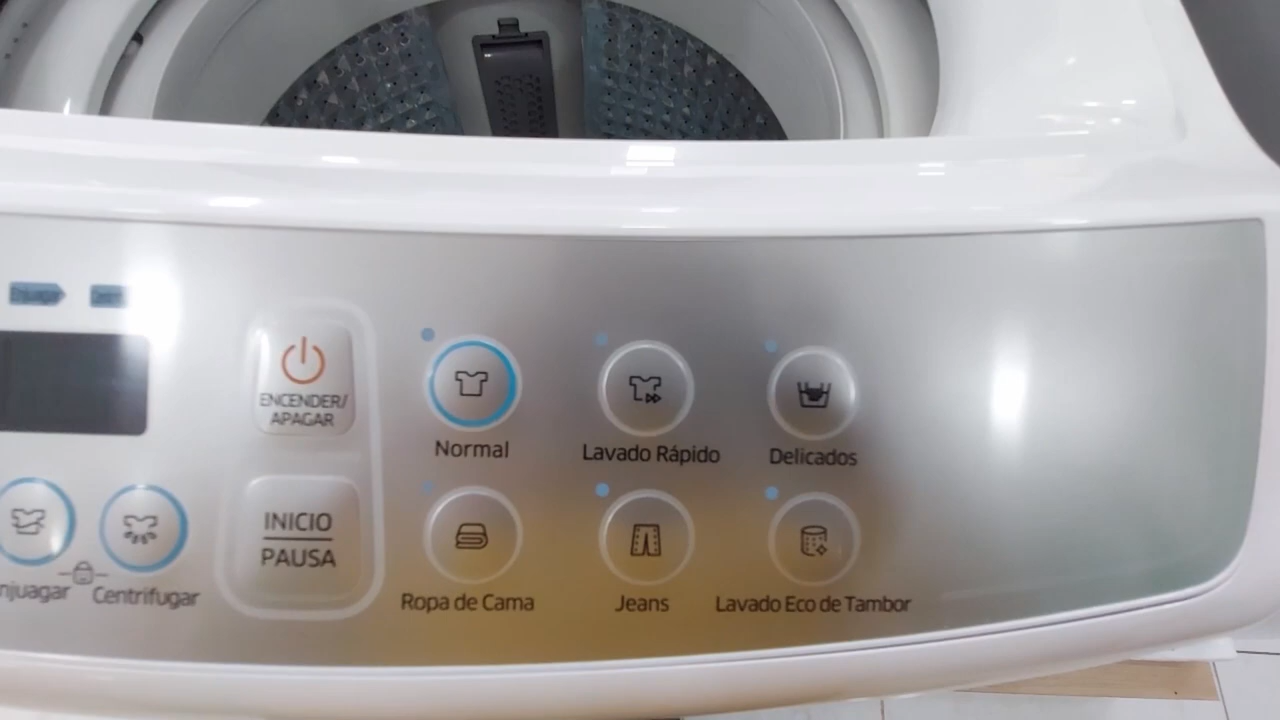 ENCENDER/
APAGAR
Normal
Lavado Rápido
Delicados
INICIO
PAUSA
njuagar
Centrifugar
Ropa de Cama
Jeans
Lavado Eco de Tambor